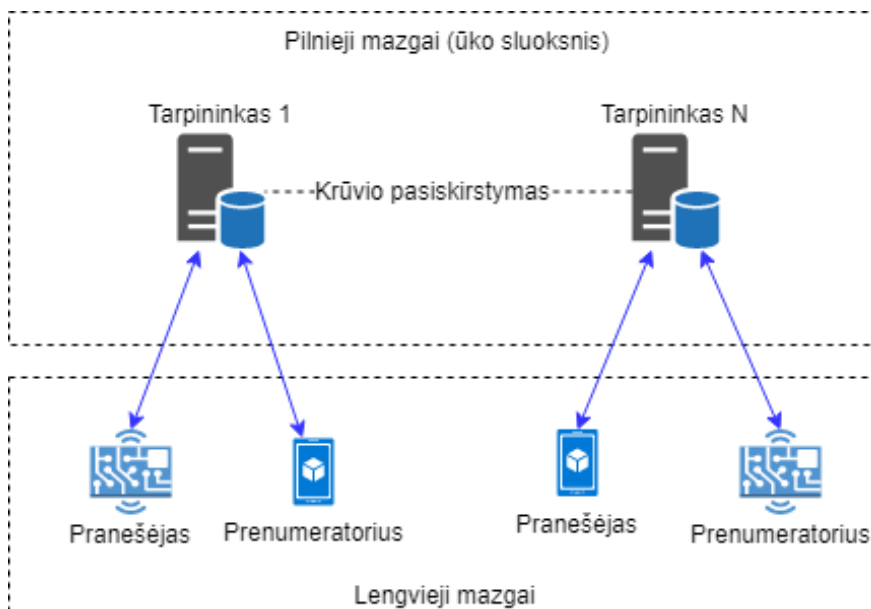 Pilnieji mazgai (ūko sluoksnis)
Tarpininkas 1
Tarpininkas N
Krūvio pasiskirstymas
Pranešėjas
Prenumeratorius
Pranešėjas
Prenumeratorius
Lengvieji mazgai